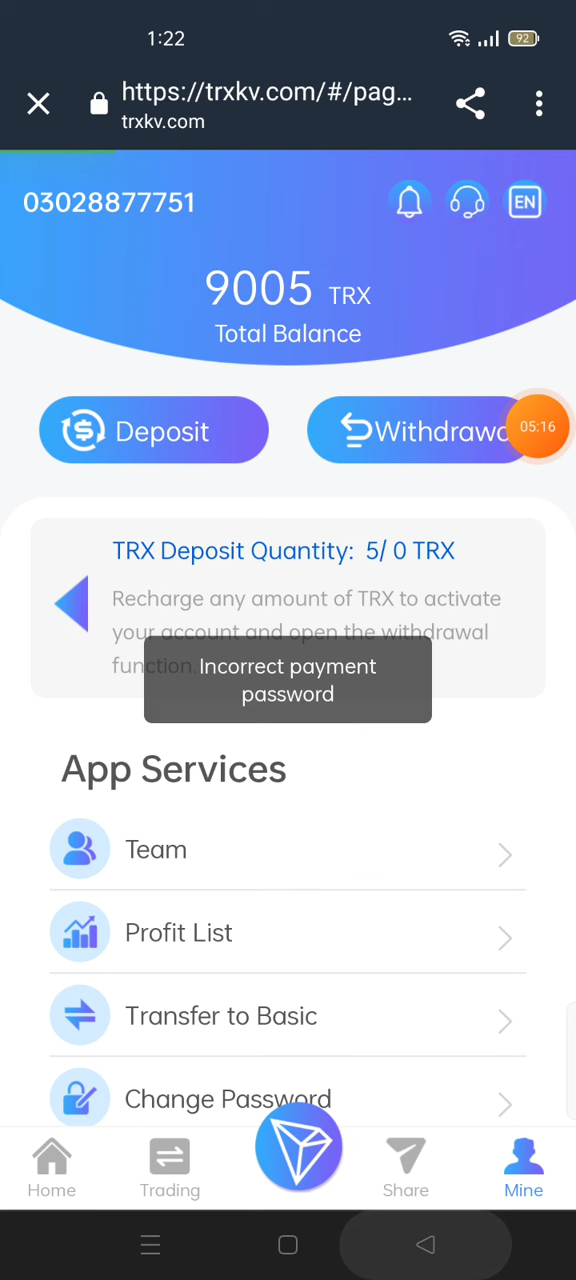 1:22
92
https://trxkv.com/#/pag...
trxkv.com
03028877751
EN
9005 TRX
Total Balance
Deposit
Withdrawa
05:16
TRX Deposit Quantity: 5/ 0 TRX
Recharge any amount of TRX to activate
your account and open the withdrawal
function.
Incorrect payment
password
App Services
Team
Profit List
Transfer to Basic
Change Password
Home
Trading
Share
Mine